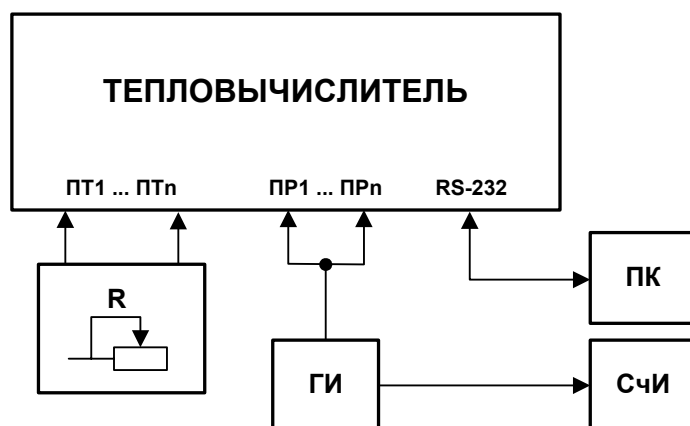 ТЕПЛОВЫЧИСЛИТЕЛЬ
ПТ1 ... ПТn ПР1 ... ПРn RS-232
ПК
R
ГИ
СчИ